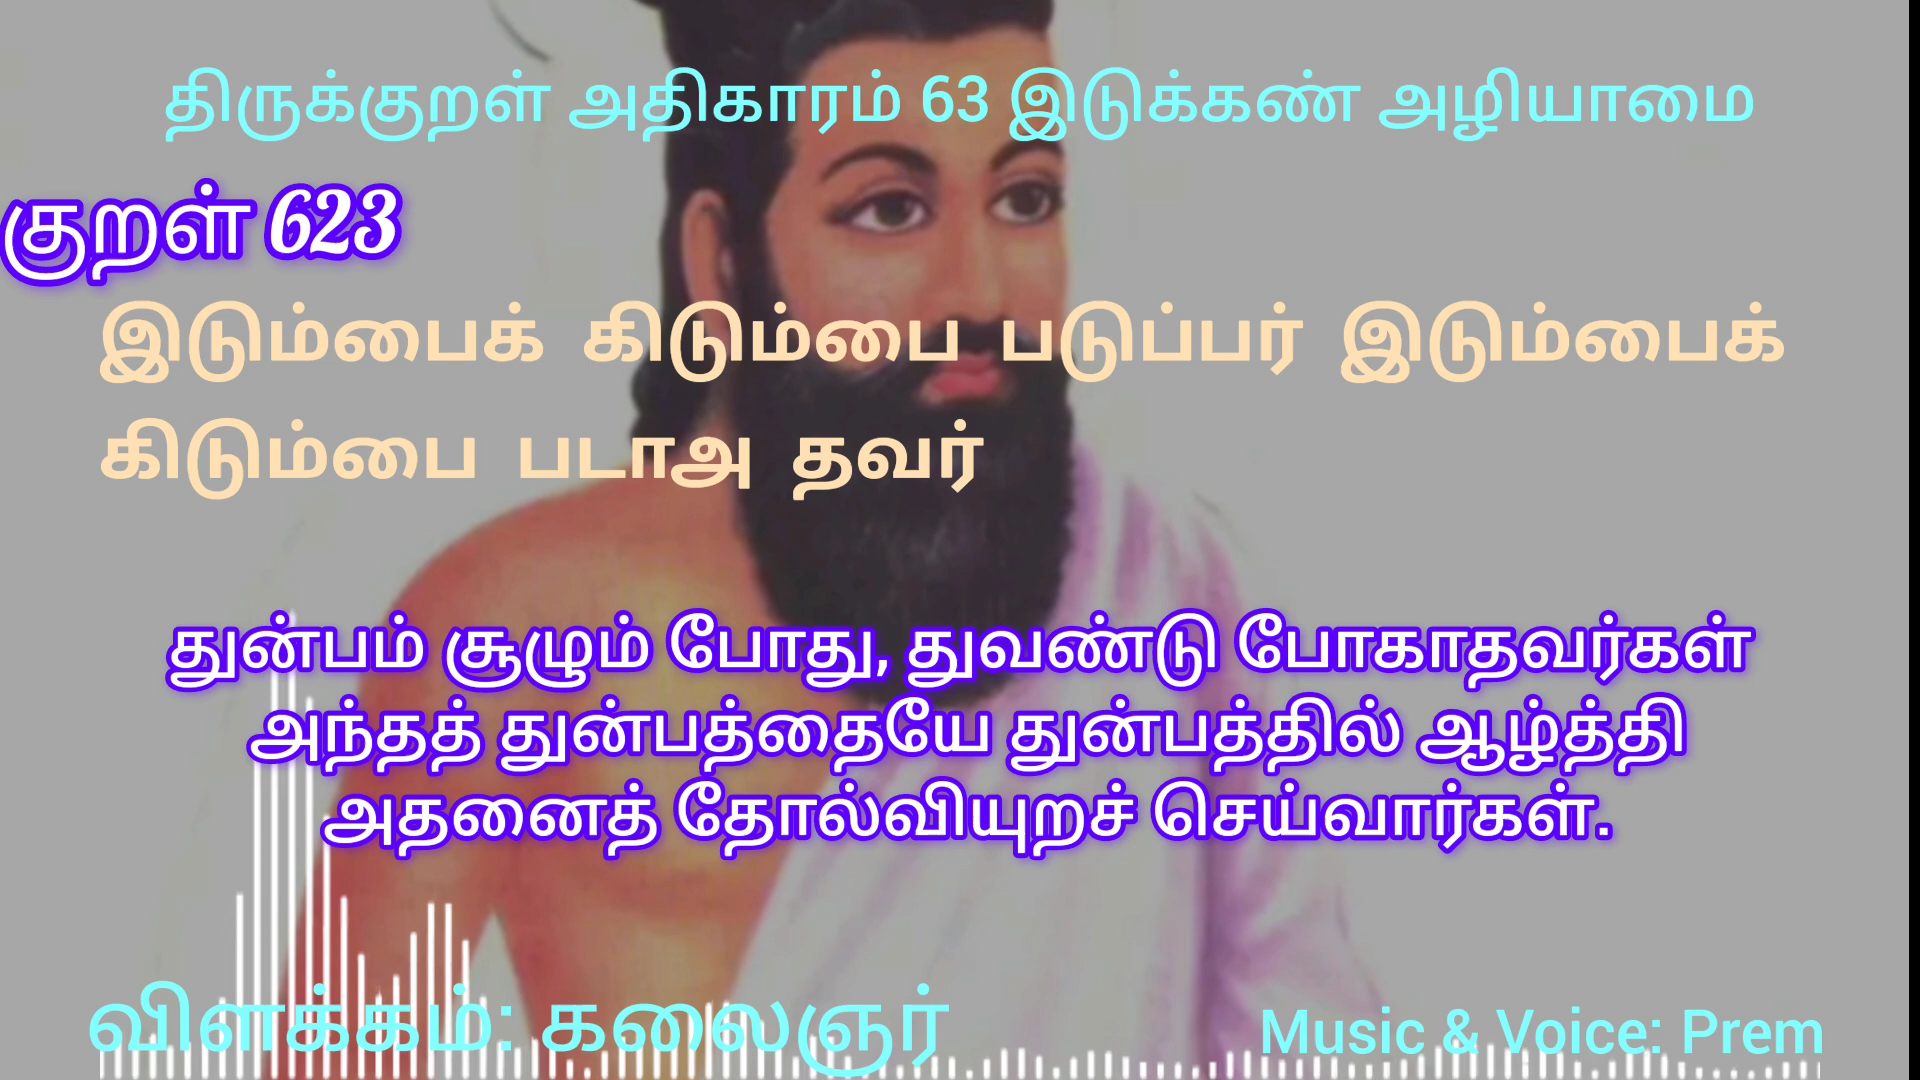 திருக்குறள் அதிகாரம் 63 இடுக்கண் அழியாமை
குறள் 623
இடும்பைக் கிடும்பை படுப்பர் இடும்பைக்
கிடும்பை படாஅ தவர்
துன்பம் சூழும் போது, துவண்டு போகாதவர்கள்
அந்தத் துன்பத்தையே துன்பத்தில் ஆழ்த்தி
அதனைத் தோல்வியுறச் செய்வார்கள்.
விளக்கம்: கலைஞர்
Music & Voice: Prem